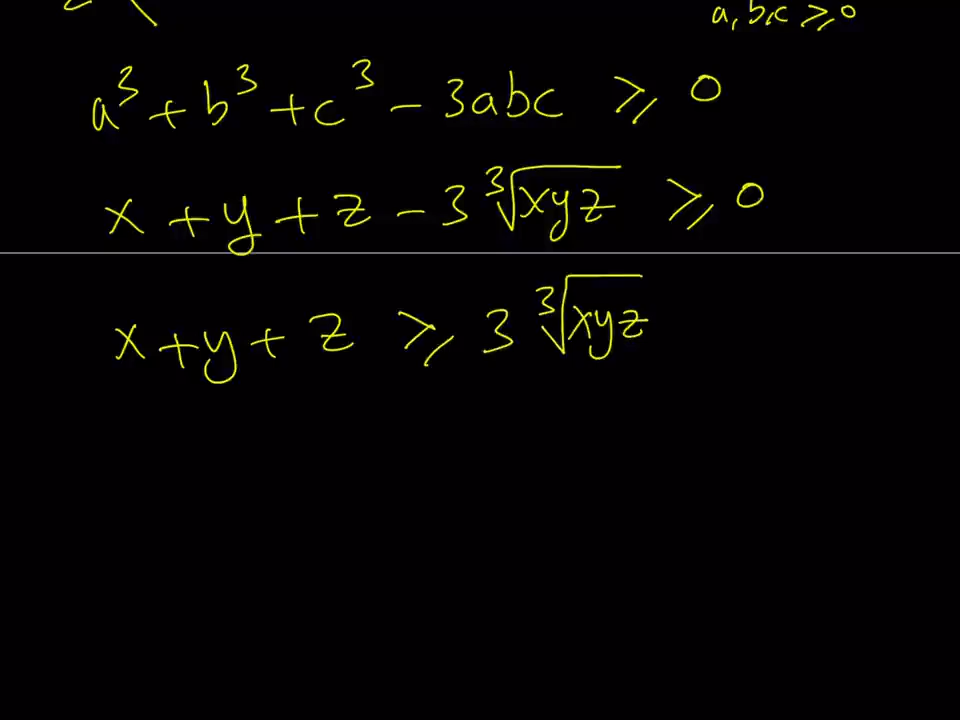 a, b, c ⩾ 0
a³ + b³ + c³ − 3abc ⩾ 0
x + y + z − 3∛(xyz) ⩾ 0
x + y + z ⩾ 3∛(xyz)